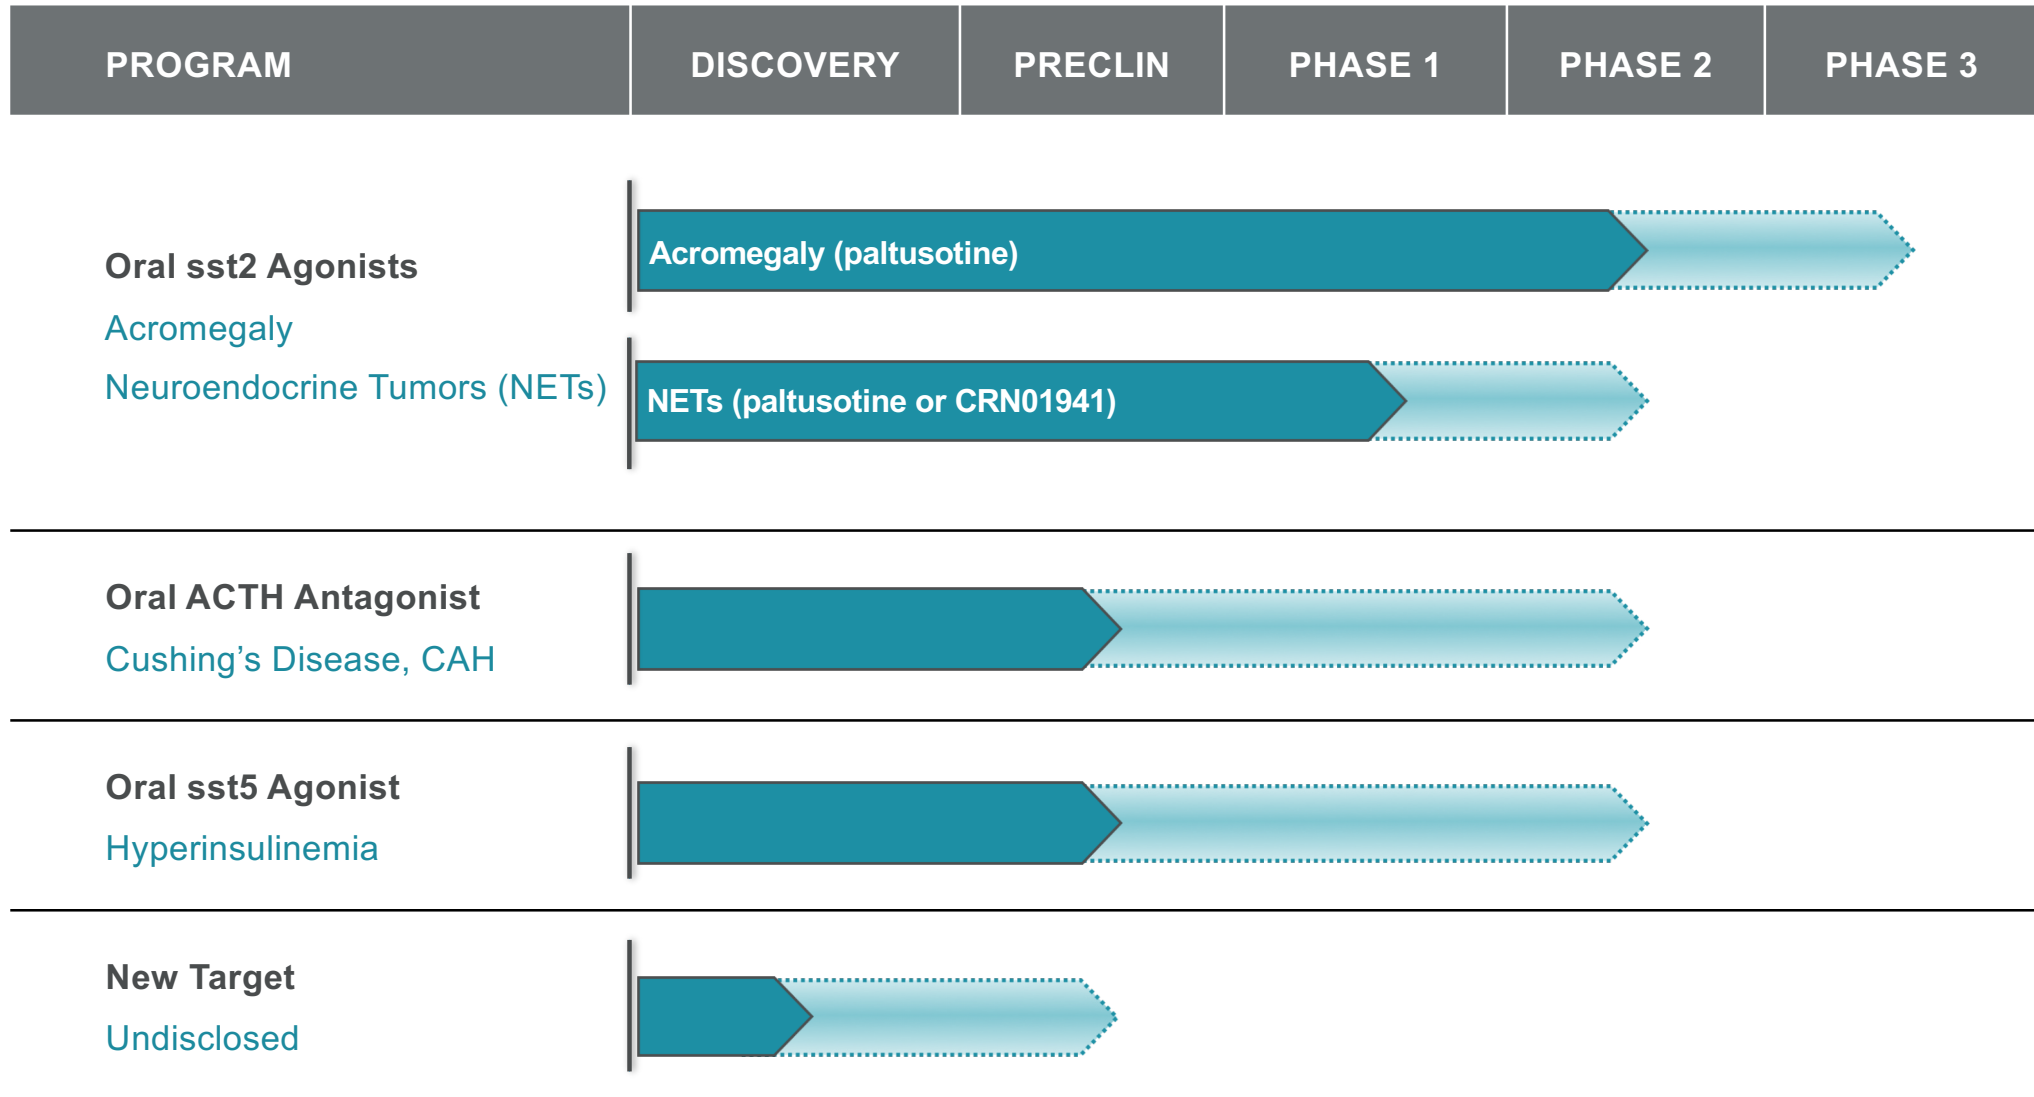 PROGRAM DISCOVERY PRECLIN PHASE 1 PHASE 2 PHASE 3
Oral sst2 Agonists
Acromegaly
Neuroendocrine Tumors (NETs)
Acromegaly (paltusotine)
NETs (paltusotine or CRN01941)
Oral ACTH Antagonist
Cushing’s Disease, CAH
Oral sst5 Agonist
Hyperinsulinemia
New Target
Undisclosed